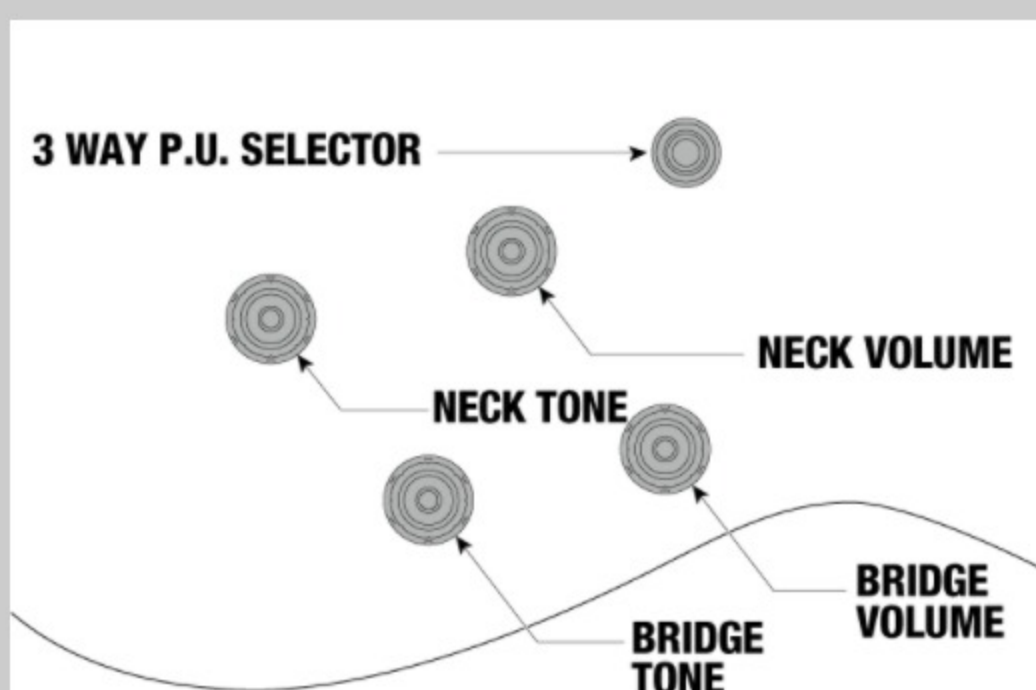 3 WAY P.U. SELECTOR
NECK VOLUME
NECK TONE
BRIDGE
VOLUME
BRIDGE
TONE